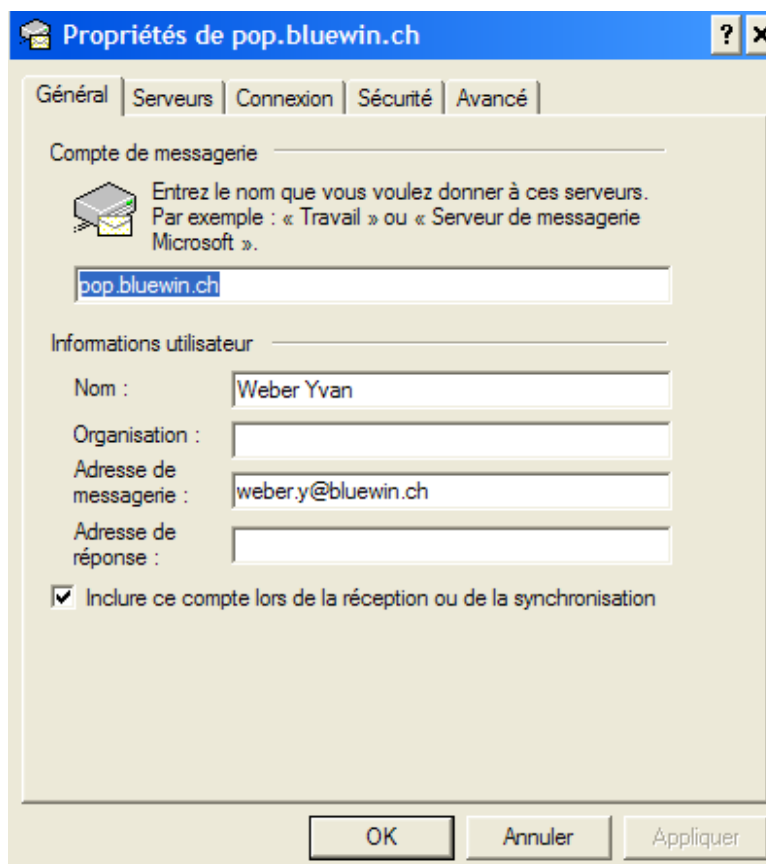 Propriétés de pop.bluewin.ch
Général Serveurs Connexion Sécurité Avancé
Compte de messagerie
Entrez le nom que vous voulez donner à ces serveurs.
Par exemple : « Travail » ou « Serveur de messagerie
Microsoft ».
pop.bluewin.ch
Informations utilisateur
Nom : Weber Yvan
Organisation :
Adresse de
messagerie : weber.y@bluewin.ch
Adresse de
réponse :
Inclure ce compte lors de la réception ou de la synchronisation
OK Annuler Appliquer